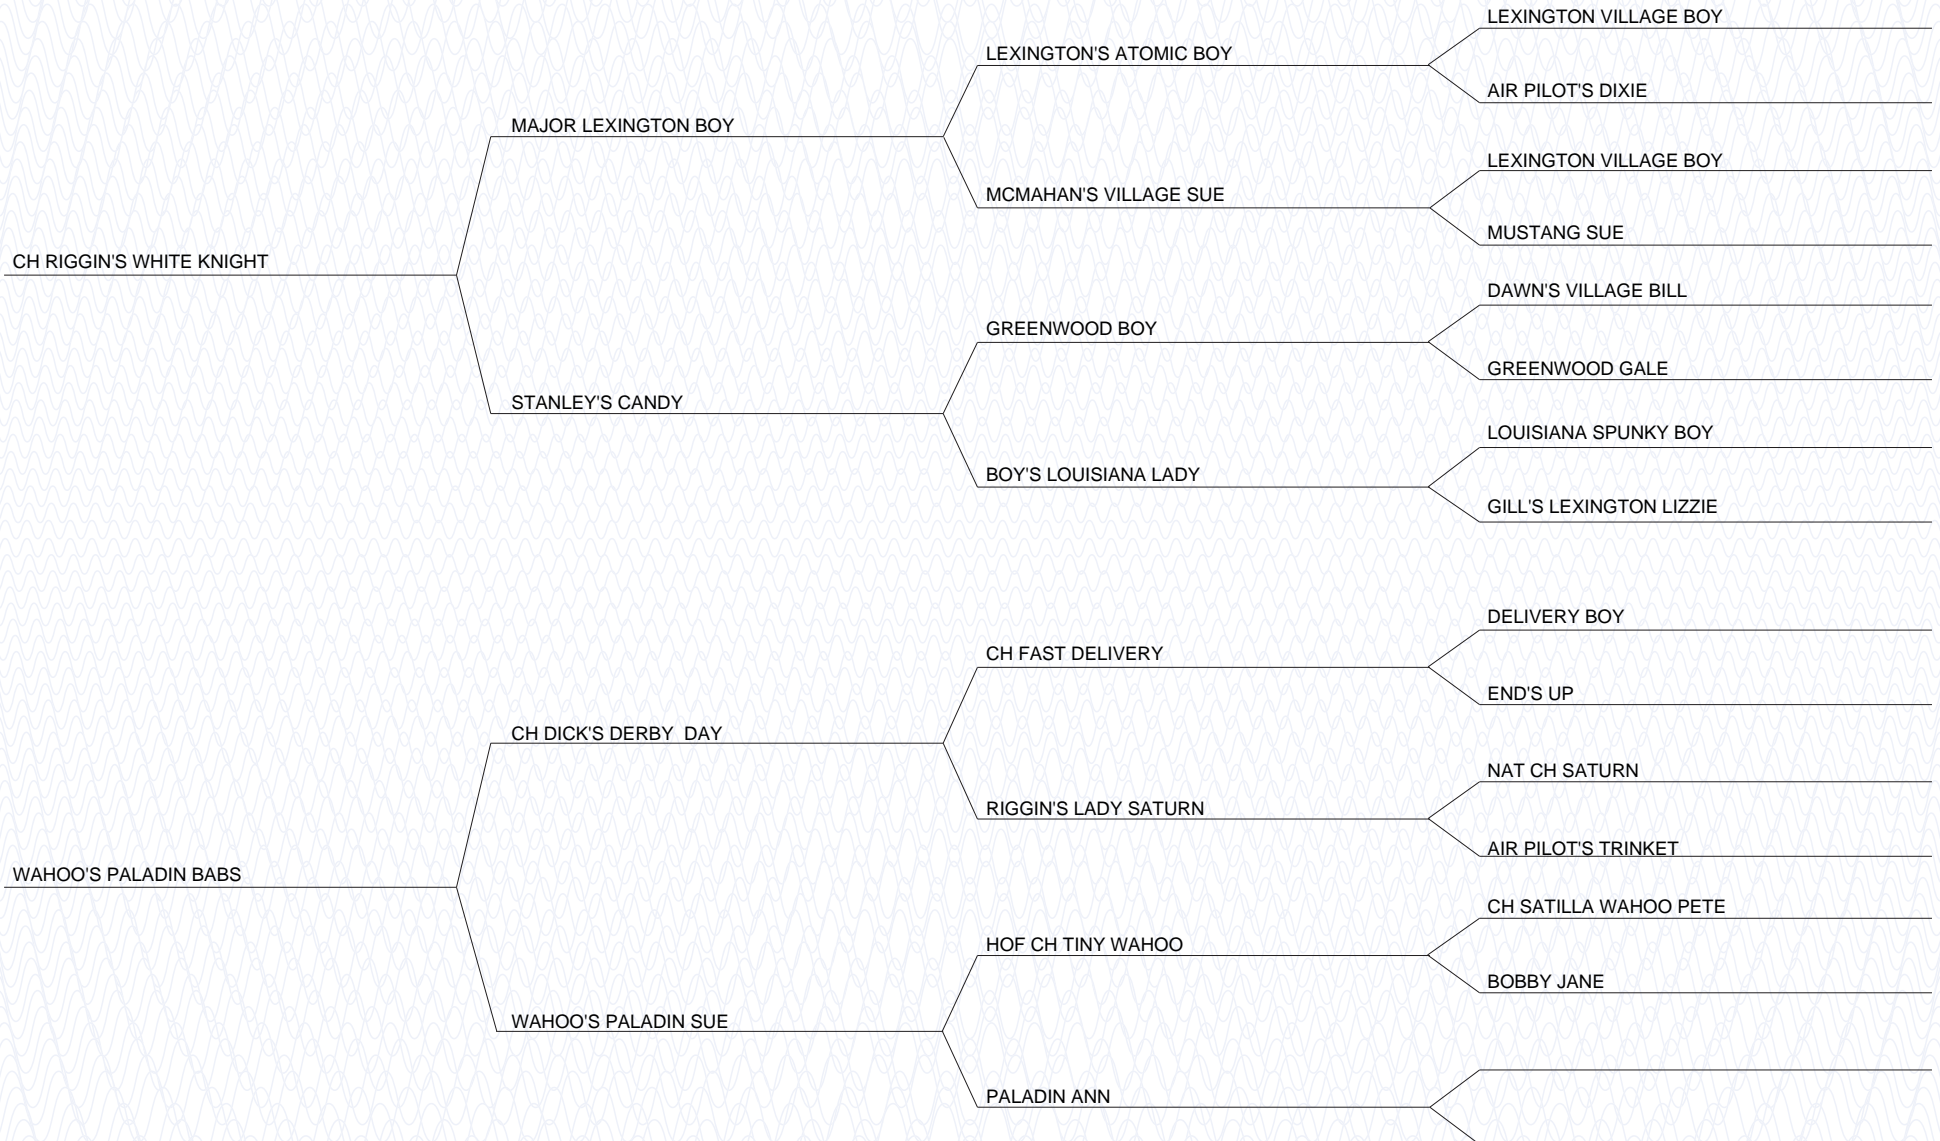 LEXINGTON VILLAGE BOY
LEXINGTON'S ATOMIC BOY
AIR PILOT'S DIXIE
MAJOR LEXINGTON BOY
LEXINGTON VILLAGE BOY
MCMAHAN'S VILLAGE SUE
MUSTANG SUE
CH RIGGIN'S WHITE KNIGHT
DAWN'S VILLAGE BILL
GREENWOOD BOY
GREENWOOD GALE
STANLEY'S CANDY
LOUISIANA SPUNKY BOY
BOY'S LOUISIANA LADY
GILL'S LEXINGTON LIZZIE
DELIVERY BOY
CH FAST DELIVERY
END'S UP
CH DICK'S DERBY  DAY
NAT CH SATURN
RIGGIN'S LADY SATURN
AIR PILOT'S TRINKET
WAHOO'S PALADIN BABS
CH SATILLA WAHOO PETE
HOF CH TINY WAHOO
BOBBY JANE
WAHOO'S PALADIN SUE
PALADIN ANN